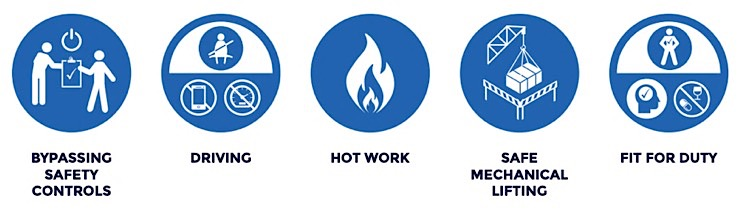 BYPASSING
SAFETY
CONTROLS
DRIVING
HOT WORK
SAFE
MECHANICAL
LIFTING
FIT FOR DUTY